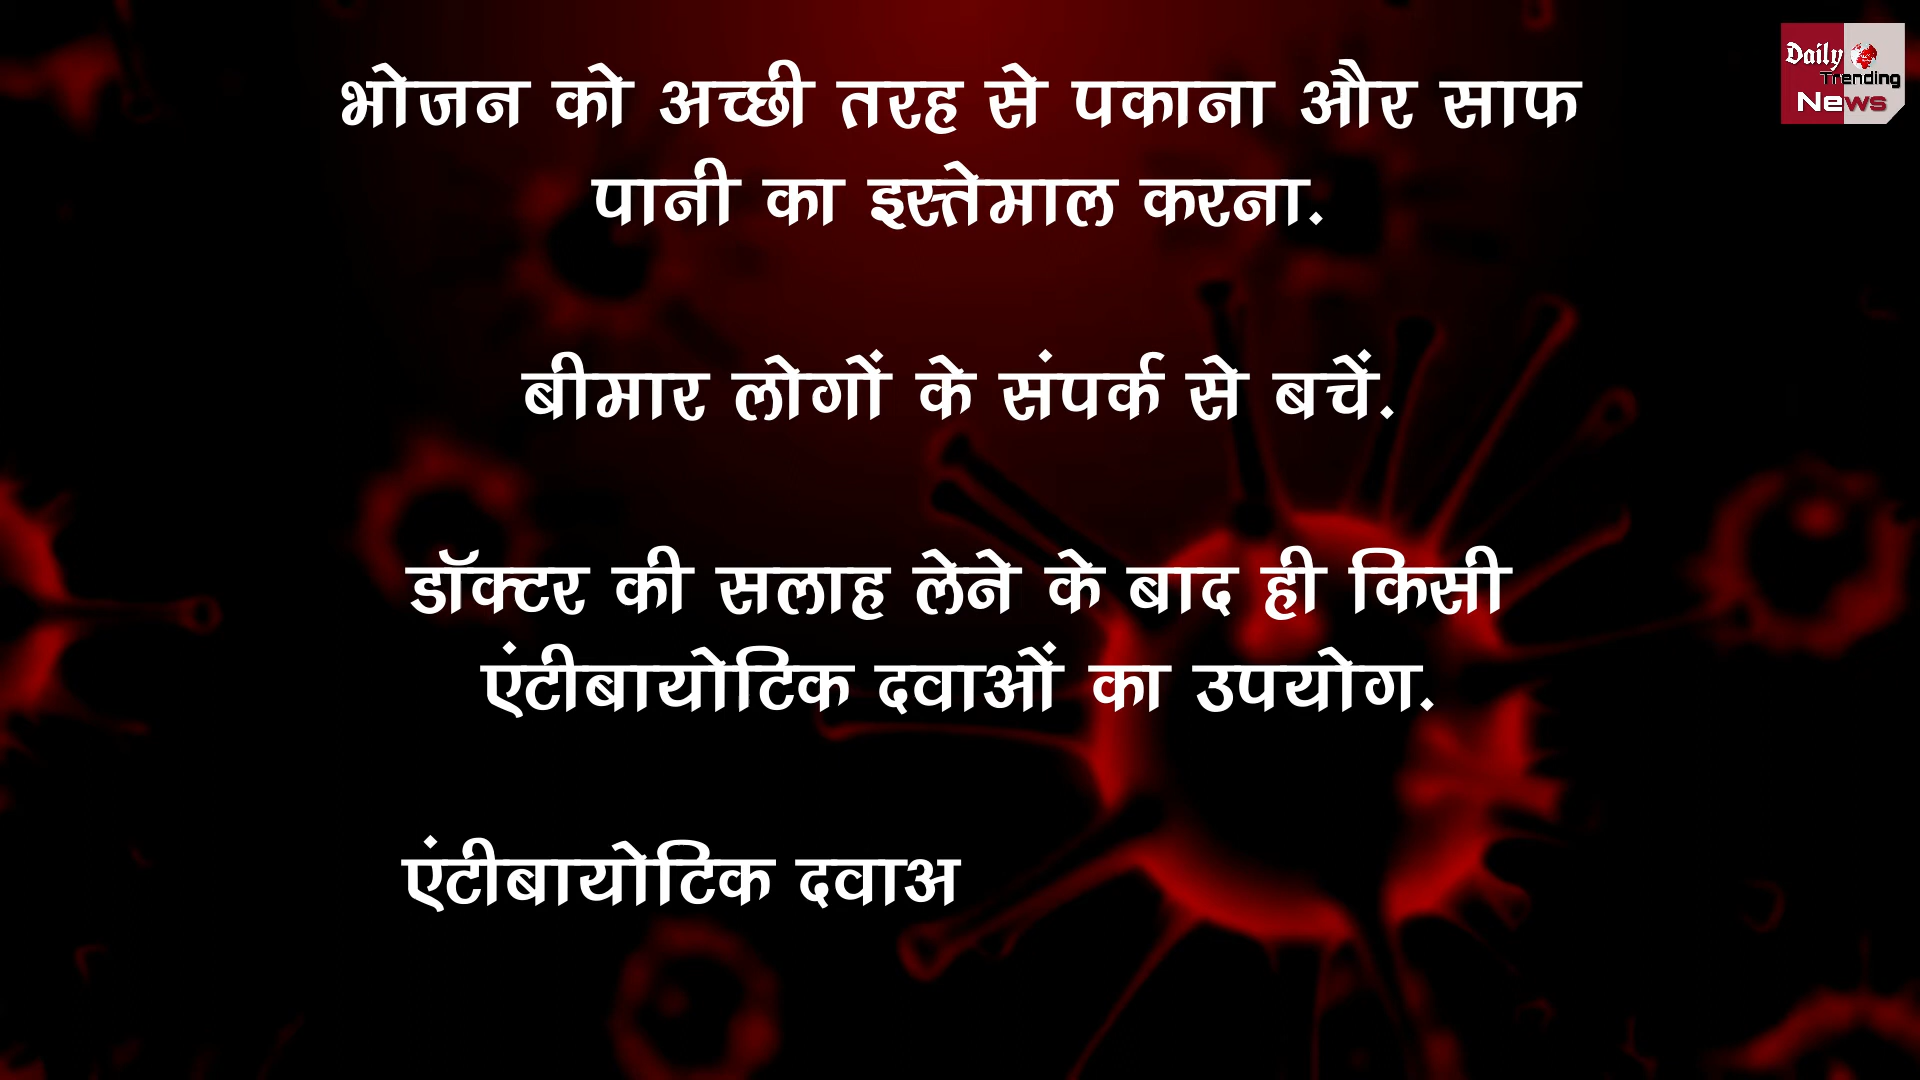 Daily
Trending
News
भोजन को अच्छी तरह से पकाना और साफ
पानी का इस्तेमाल करना.
बीमार लोगों के संपर्क से बचें.
डॉक्टर की सलाह लेने के बाद ही किसी
एंटीबायोटिक दवाओं का उपयोग.
एंटीबायोटिक दवाअ